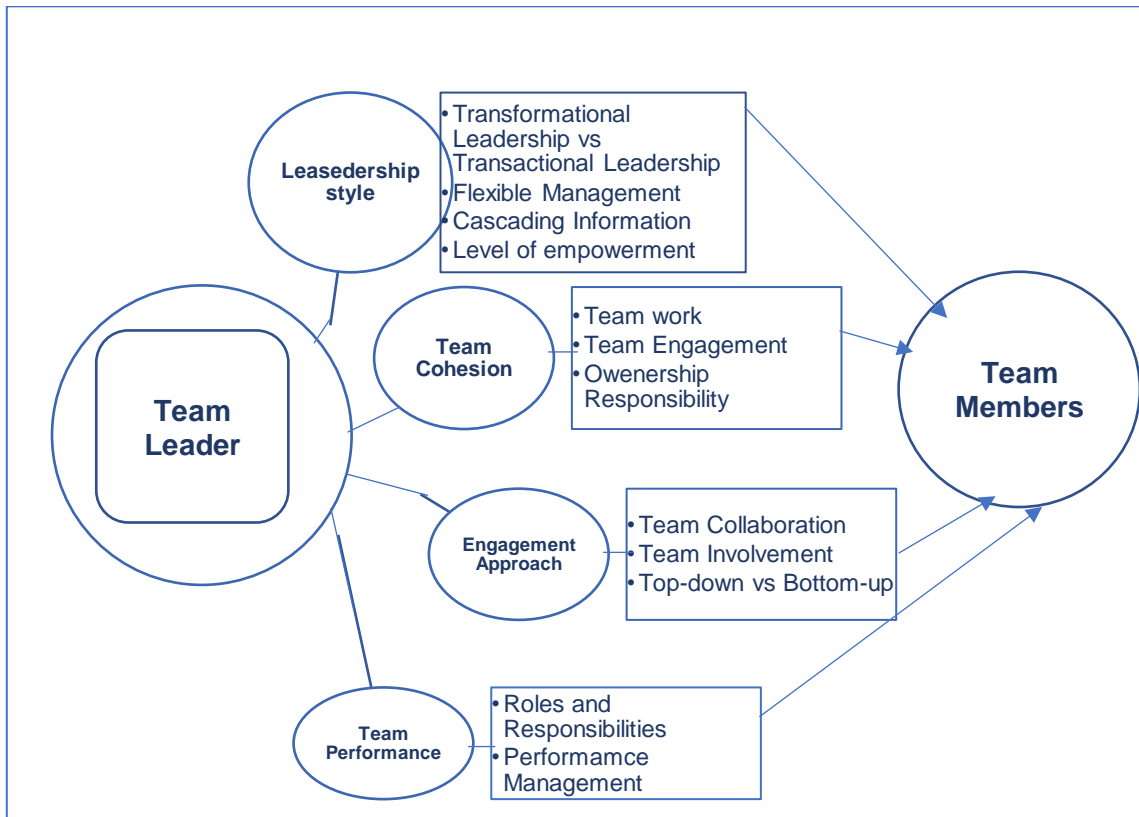 • Transformational
Leadership vs
Transactional Leadership
• Flexible Management
• Cascading Information
• Level of empowerment
Leasedership
style
Team
Leader
Team
Cohesion
• Team work
• Team Engagement
• Owenership
Responsibility
Team
Members
Engagement
Approach
• Team Collaboration
• Team Involvement
• Top-down vs Bottom-up
Team
Performance
• Roles and
Responsibilities
• Performamce
Management